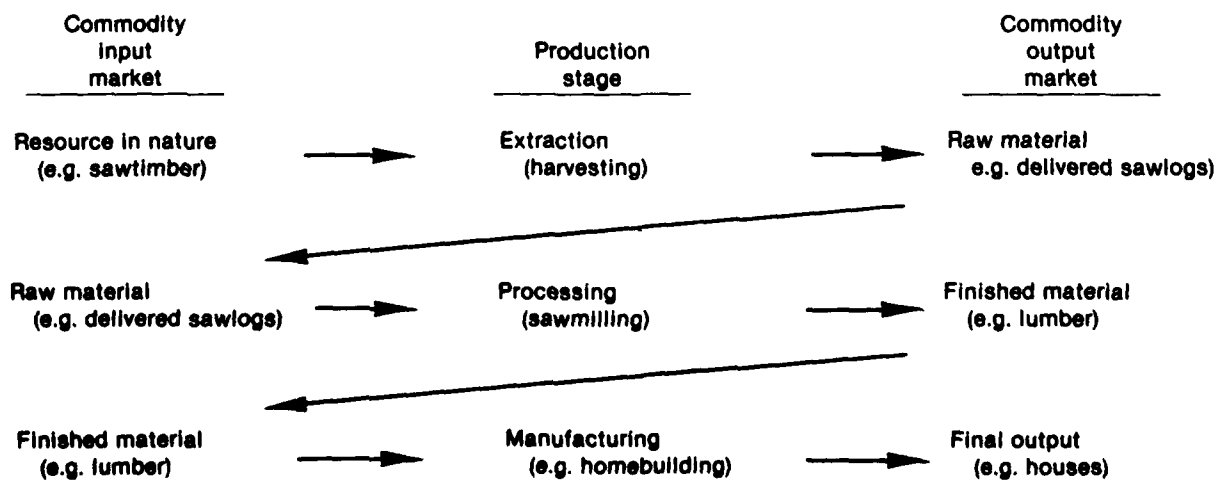 Commodity
input
market
Production
stage
Commodity
output
market
Resource in nature
(e.g. sawtimber)
Extraction
(harvesting)
Raw material
e.g. delivered sawlogs)
Raw material
(e.g. delivered sawlogs)
Processing
(sawmilling)
Finished material
(e.g. lumber)
Finished material
(e.g. lumber)
Manufacturing
(e.g. homebuilding)
Final output
(e.g. houses)